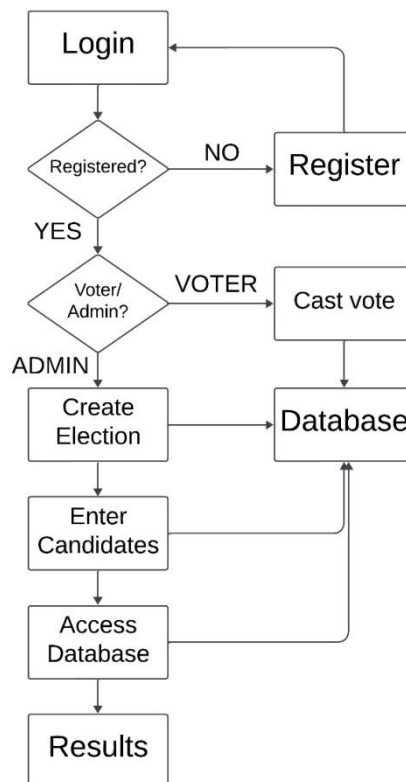 Login
Registered?
NO
Register
YES
Voter/
Admin?
VOTER
Cast vote
ADMIN
Create
Election
Database
Enter
Candidates
Access
Database
Results